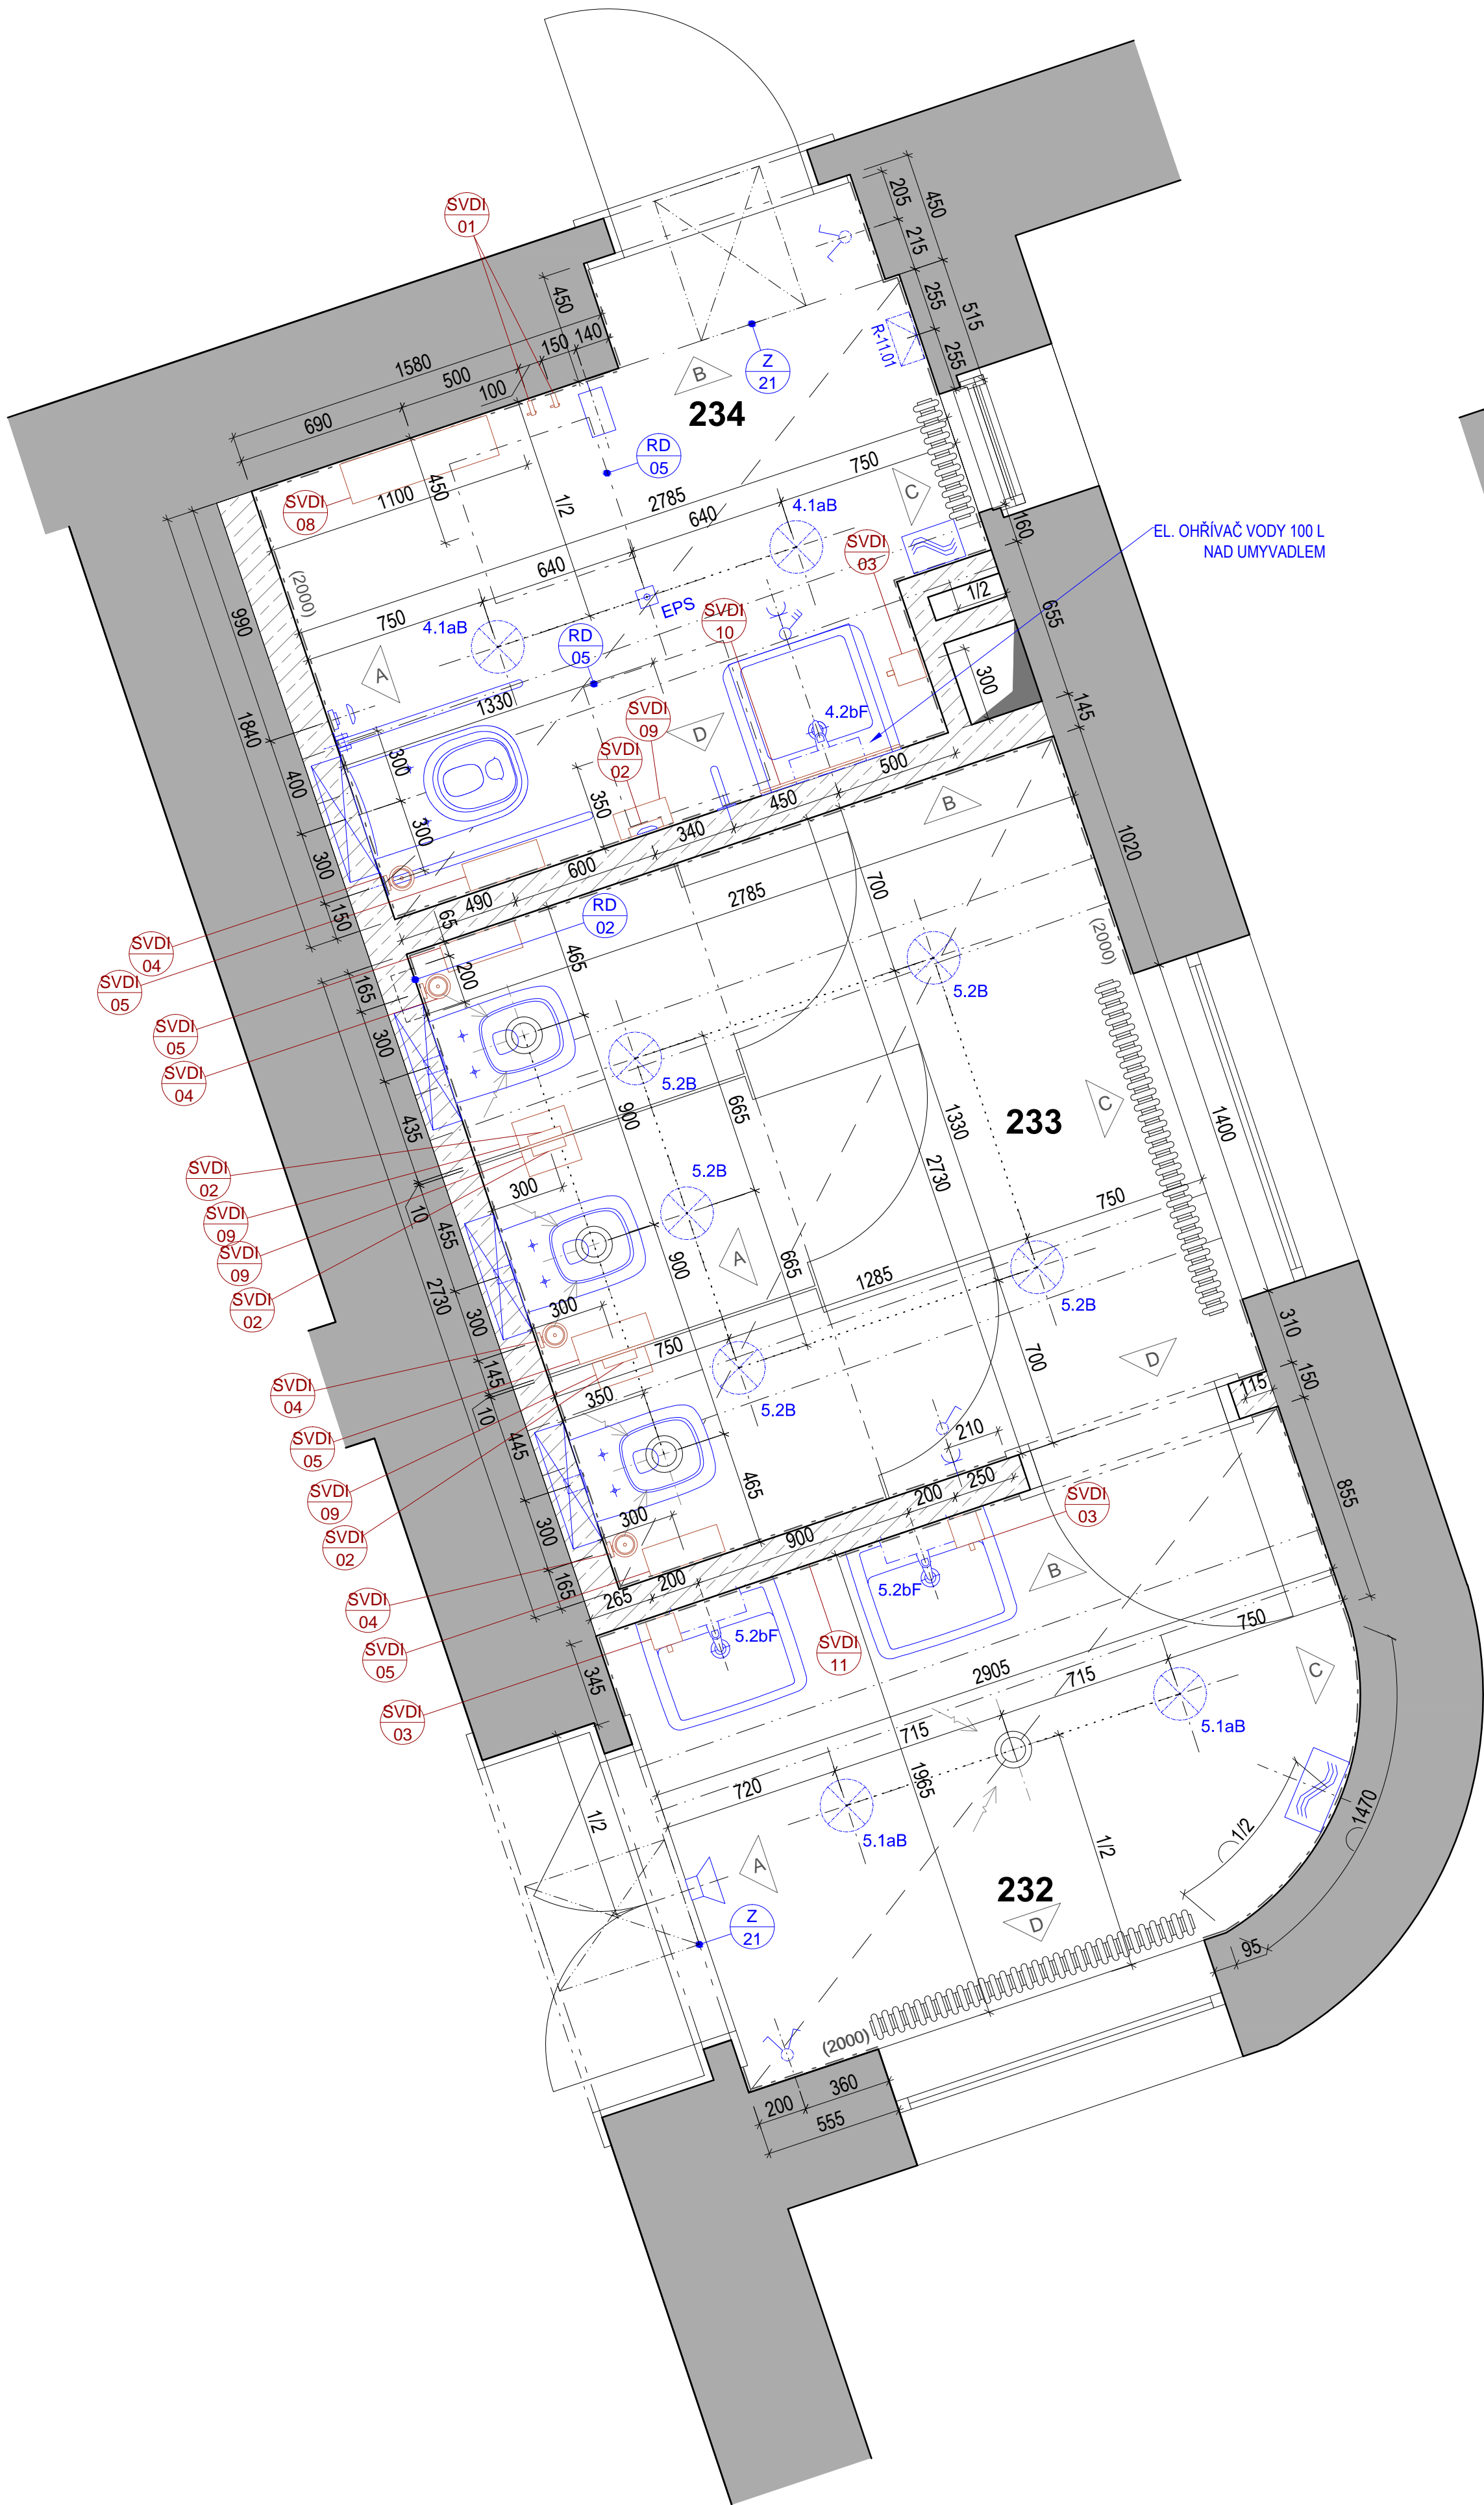 SVDI
01
450
205
450
215
255
515
255
R-11.01
Z
21
B
234
1580
150
140
500
100
690
450
1100
SVDI
08
RD
05
1/2
2785
750
C
640
4.1aB
SVDI
03
160
EL. OHŘÍVAČ VODY 100 L
NAD UMYVADLEM
1/2
655
300
145
(2000)
990
640
EPS
SVDI
10
750
4.1aB
RD
05
A
1330
SVDI
09
D
4.2bF
1840
400
300
SVDI
02
500
450
350
340
300
600
B
1020
300
150
490
65
RD
02
2785
700
(2000)
SVDI
04
SVDI
05
SVDI
05
SVDI
04
165
200
465
5.2B
300
5.2B
435
900
665
1330
233
C
1400
SVDI
02
SVDI
09
SVDI
09
SVDI
02
10
455
2730
300
5.2B
2730
750
A
900
665
1285
5.2B
300
300
145
10
750
5.2B
700
D
310
150
115
SVDI
04
SVDI
05
SVDI
09
SVDI
02
350
445
210
465
300
300
200
250
900
SVDI
03
855
SVDI
04
SVDI
05
SVDI
03
165
265
200
5.2bF
5.2bF
B
SVDI
11
345
2905
750
C
715
715
5.1aB
720
1965
1/2
5.1aB
1/2
1/2
1470
A
232
D
Z
21
95
(2000)
200
360
555